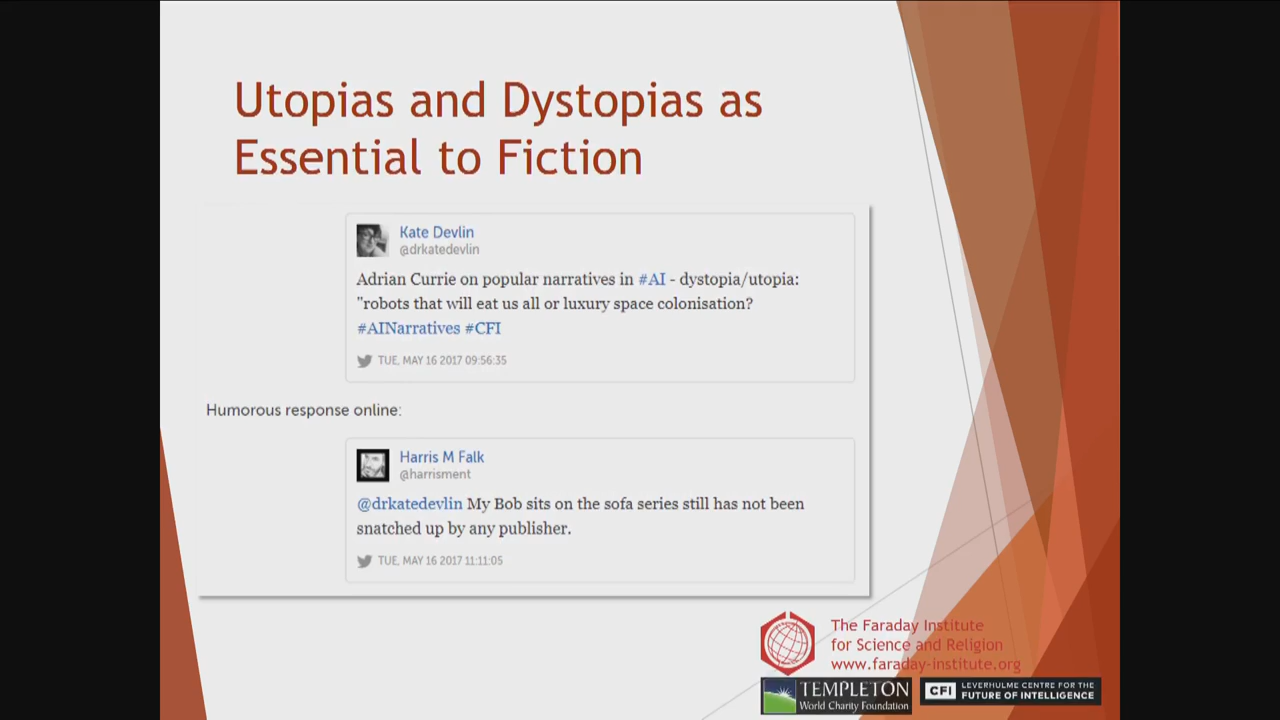 Utopias and Dystopias as
Essential to Fiction
Kate Devlin
@drkatedevlin
Adrian Currie on popular narratives in #AI - dystopia/utopia:
"robots that will eat us all or luxury space colonisation?
#AINarratives #CFI
TUE, MAY 16 2017 09:56:35
Humorous response online:
Harris M Falk
@harrisment
@drkatedevlin My Bob sits on the sofa series still has not been
snatched up by any publisher.
TUE, MAY 16 2017 11:11:05
The Faraday Institute
for Science and Religion
www.faraday-institute.org
TEMPLETON
World Charity Foundation
CFI
LEVERHULME CENTRE FOR THE
FUTURE OF INTELLIGENCE